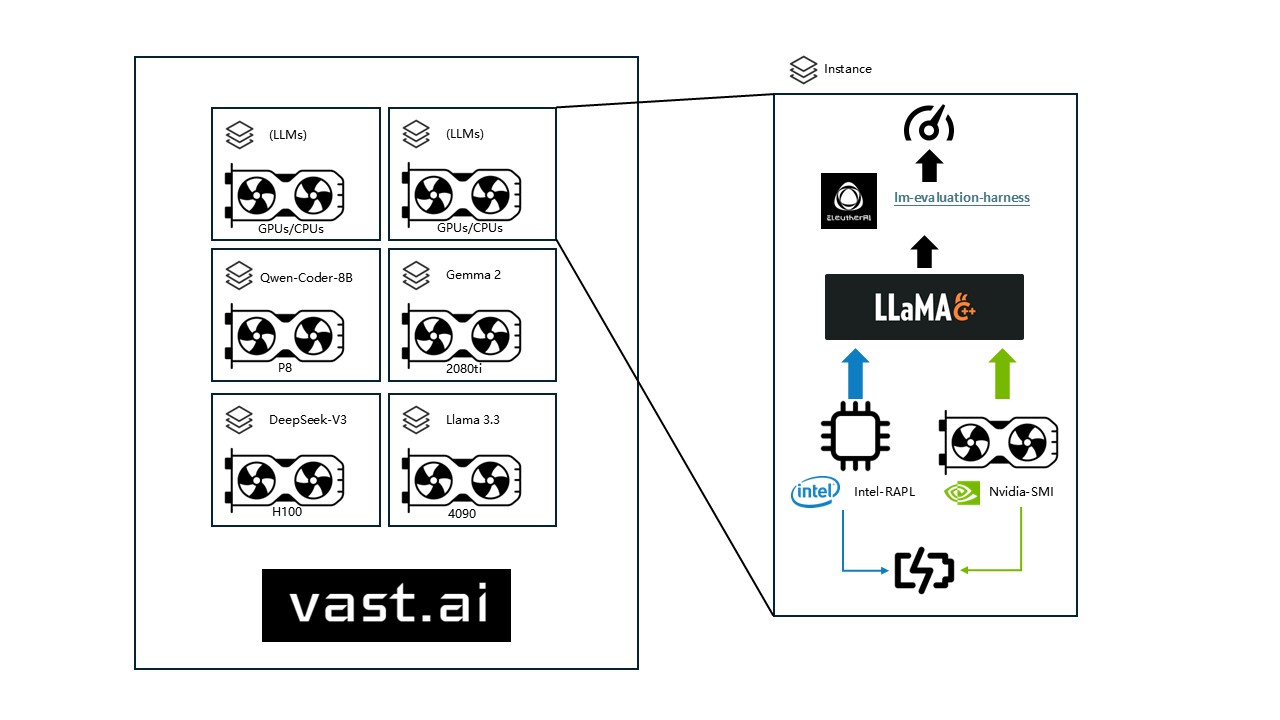 Instance
(LLMs)
(LLMs)
GPUs/CPUs
GPUs/CPUs
Qwen-Coder-8B
Gemma 2
P8
2080ti
DeepSeek-V3
Llama 3.3
H100
4090
vast.ai
EleutherAI
lm-evaluation-harness
LLaMA C++
intel
Intel-RAPL
Nvidia-SMI